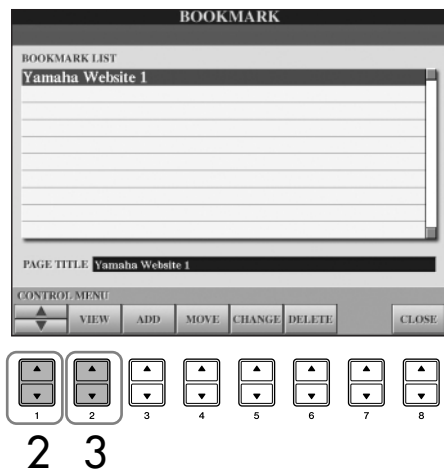 BOOKMARK
BOOKMARK LIST
Yamaha Website 1
PAGE TITLE Yamaha Website 1
CONTROL MENU
VIEW ADD MOVE CHANGE DELETE CLOSE
1 2 3 4 5 6 7 8
2 3